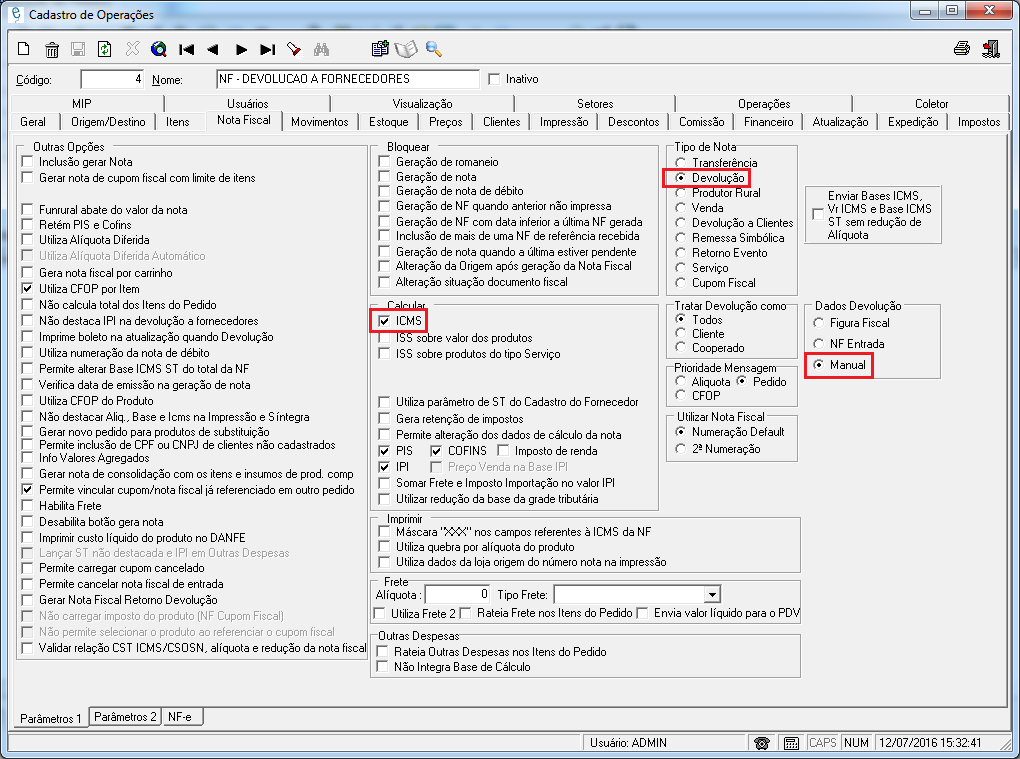 Cadastro de Operações
Código: 4 Nome: NF - DEVOLUCAO A FORNECEDORES Inativo
MIP Usuários Visualização Setores Operações Coletor
Geral Origem/Destino Itens Nota Fiscal Movimentos Estoque Preços Clientes Impressão Descontos Comissão Financeiro Atualização Expedição Impostos
Outras Opções
Inclusão gerar Nota
Gerar nota de cupom fiscal com limite de itens
Funrural abate do valor da nota
Retém PIS e Cofins
Utiliza Alíquota Diferida
Utiliza Alíquota Diferida Automático
Gera nota fiscal por carrinho
Utiliza CFOP por Item
Não calcula total dos Itens do Pedido
Não destaca IPI na devolução a fornecedores
Imprime boleto na atualização quando Devolução
Utiliza numeração da nota de débito
Permite alterar Base ICMS ST do total da NF
Verifica data de emissão na geração de nota
Utiliza CFOP do Produto
Não destacar Aliq., Base e Icms na Impressão e Síntegra
Gerar novo pedido para produtos de substituição
Permite inclusão de CPF ou CNPJ de clientes não cadastrados
Info Valores Agregados
Gerar nota de consolidação com os itens e insumos de prod. comp
Permite vincular cupom/nota fiscal já referenciado em outro pedido
Habilita Frete
Desabilita botão gera nota
Imprimir custo líquido do produto no DANFE
Lançar ST não destacada e IPI em Outras Despesas
Permite carregar cupom cancelado
Permite cancelar nota fiscal de entrada
Gerar Nota Fiscal Retorno Devolução
Não carregar imposto do produto (NF Cupom Fiscal)
Não permite selecionar o produto ao referenciar o cupom fiscal
Validar relação CST ICMS/CSOSN, alíquota e redução da nota fiscal
Bloquear
Geração de romaneio
Geração de nota
Geração de nota de débito
Geração de NF quando anterior não impressa
Geração de NF com data inferior a última NF gerada
Inclusão de mais de uma NF de referência recebida
Geração de nota quando a última estiver pendente
Alteração da Origem após geração da Nota Fiscal
Alteração situação documento fiscal
Calcular
ICMS
ISS sobre valor dos produtos
ISS sobre produtos do tipo Serviço
Utiliza parâmetro de ST do Cadastro do Fornecedor
Gera retenção de impostos
Permite alteração dos dados de cálculo da nota
PIS COFINS Imposto de renda
IPI Preço Venda na Base IPI
Somar Frete e Imposto Importação no valor IPI
Utilizar redução da base da grade tributária
Imprimir
Máscara "XXX" nos campos referentes à ICMS da NF
Utiliza quebra por alíquota do produto
Utiliza dados da loja origem do número nota na impressão
Frete
Alíquota : 0 Tipo Frete:
Utiliza Frete 2 Rateia Frete nos Itens do Pedido Envia valor líquido para o PDV
Outras Despesas
Rateia Outras Despesas nos Itens do Pedido
Não Integra Base de Cálculo
Tipo de Nota
Transferência
Devolução
Produtor Rural
Venda
Devolução a Clientes
Remessa Simbólica
Retorno Evento
Serviço
Cupom Fiscal
Enviar Bases ICMS,
Vr ICMS e Base ICMS
ST sem redução de
Alíquota
Tratar Devolução como
Todos
Cliente
Cooperado
Dados Devolução
Figura Fiscal
NF Entrada
Manual
Prioridade Mensagem
Aliquota Pedido
CFOP
Utilizar Nota Fiscal
Numeração Default
2ª Numeração
Parâmetros 1 Parâmetros 2 NF-e
Usuário: ADMIN CAPS NUM 12/07/2016 15:32:41